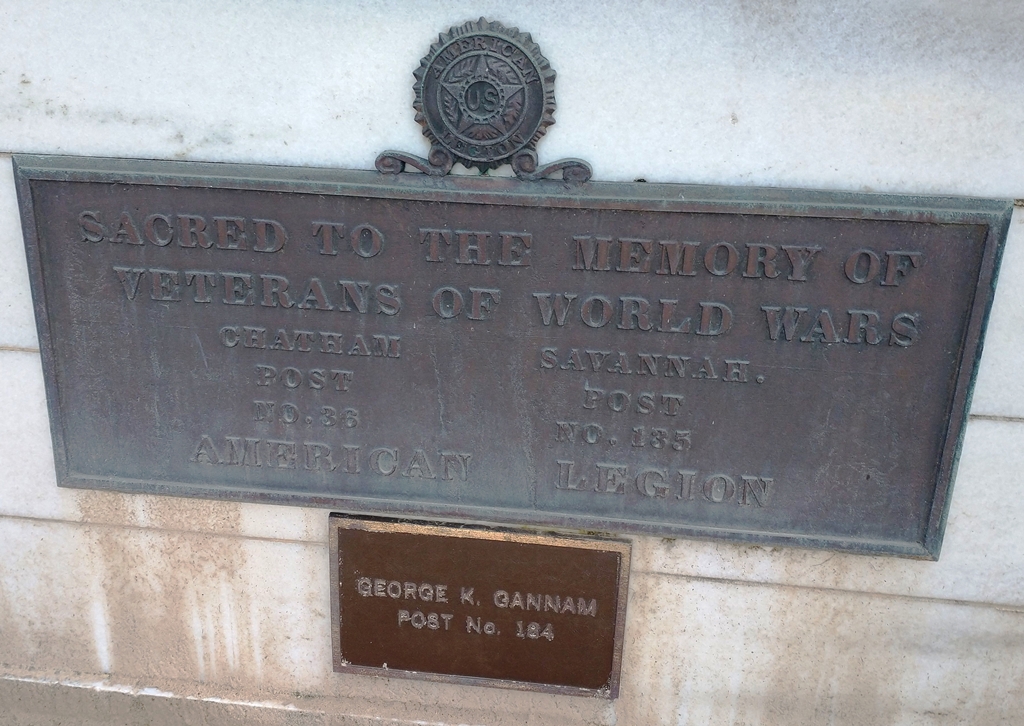 AMERICAN
US
LEGION
SACRED TO THE MEMORY OF
VETERANS OF WORLD WARS
CHATHAM
POST
NO. 36
SAVANNAH.
POST
NO. 135
AMERICAN LEGION
GEORGE K. GANNAM
POST No. 184